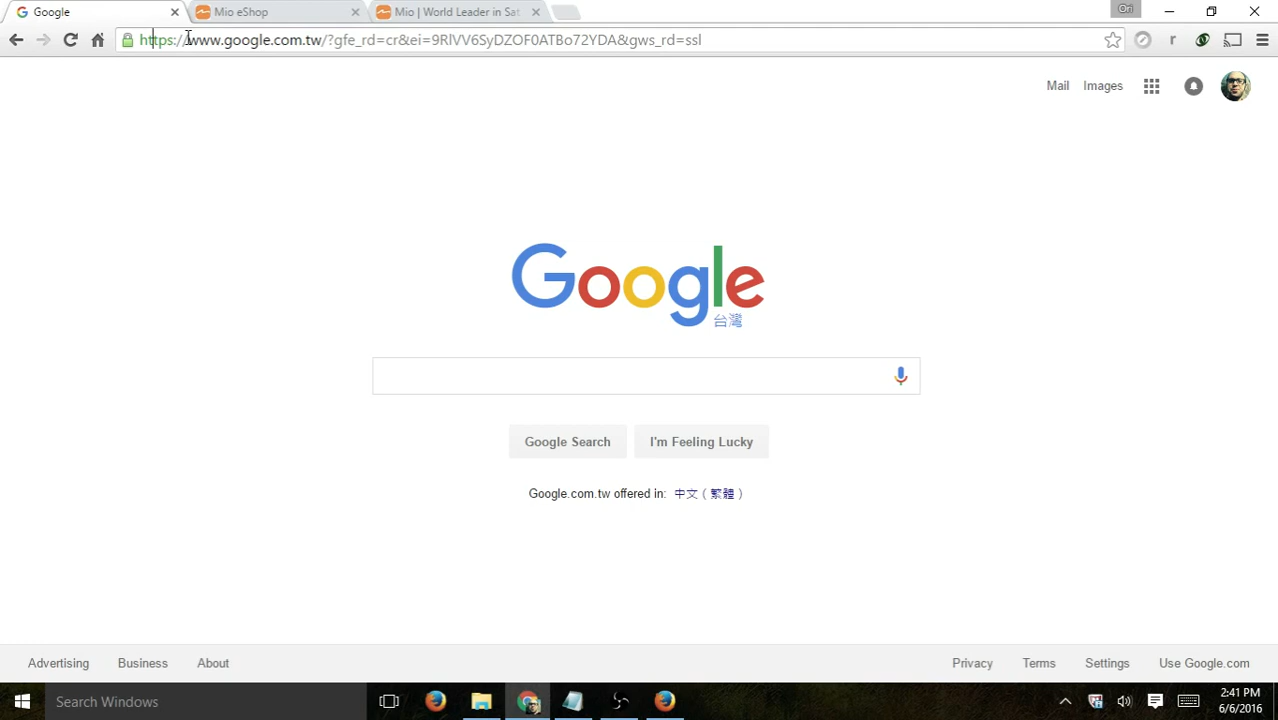 Google
Mio eShop
Mio | World Leader in Sat
Ori
https://www.google.com.tw/?gfe_rd=cr&ei=9RlVV6SyDZOF0ATBo72YDA&gws_rd=ssl
r
Mail
Images
Google
台灣
Google Search
I'm Feeling Lucky
Google.com.tw offered in: 中文（繁體）
Advertising
Business
About
Privacy
Terms
Settings
Use Google.com
Search Windows
2:41 PM
6/6/2016